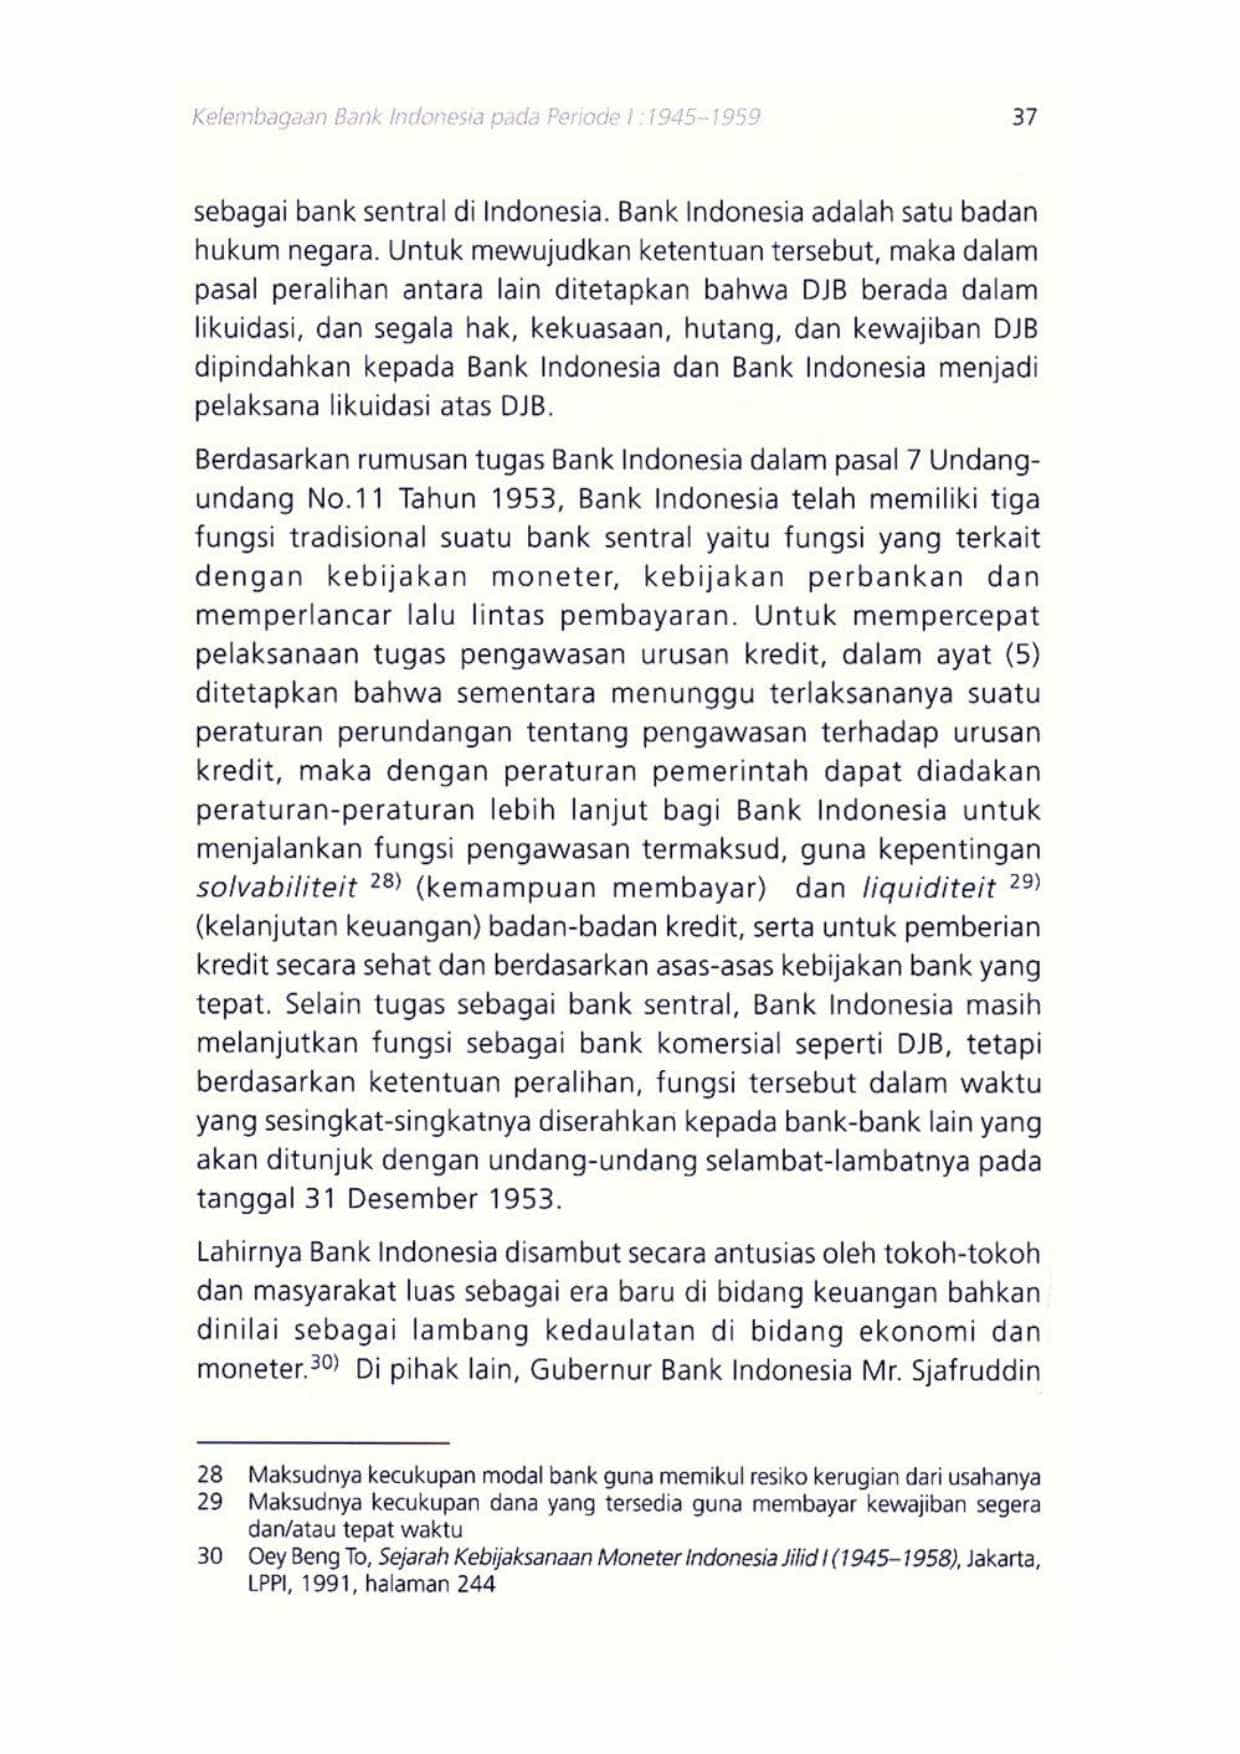 Kelembagaan Bank Indonesia pada Periode I : 1945–1959 37
sebagai bank sentral di Indonesia. Bank Indonesia adalah satu badan
hukum negara. Untuk mewujudkan ketentuan tersebut, maka dalam
pasal peralihan antara lain ditetapkan bahwa DJB berada dalam
likuidasi, dan segala hak, kekuasaan, hutang, dan kewajiban DJB
dipindahkan kepada Bank Indonesia dan Bank Indonesia menjadi
pelaksana likuidasi atas DJB.
Berdasarkan rumusan tugas Bank Indonesia dalam pasal 7 Undang-
undang No.11 Tahun 1953, Bank Indonesia telah memiliki tiga
fungsi tradisional suatu bank sentral yaitu fungsi yang terkait
dengan kebijakan moneter, kebijakan perbankan dan
memperlancar lalu lintas pembayaran. Untuk mempercepat
pelaksanaan tugas pengawasan urusan kredit, dalam ayat (5)
ditetapkan bahwa sementara menunggu terlaksananya suatu
peraturan perundangan tentang pengawasan terhadap urusan
kredit, maka dengan peraturan pemerintah dapat diadakan
peraturan-peraturan lebih lanjut bagi Bank Indonesia untuk
menjalankan fungsi pengawasan termaksud, guna kepentingan
solvabiliteit 28) (kemampuan membayar) dan liquiditeit 29)
(kelanjutan keuangan) badan-badan kredit, serta untuk pemberian
kredit secara sehat dan berdasarkan asas-asas kebijakan bank yang
tepat. Selain tugas sebagai bank sentral, Bank Indonesia masih
melanjutkan fungsi sebagai bank komersial seperti DJB, tetapi
berdasarkan ketentuan peralihan, fungsi tersebut dalam waktu
yang sesingkat-singkatnya diserahkan kepada bank-bank lain yang
akan ditunjuk dengan undang-undang selambat-lambatnya pada
tanggal 31 Desember 1953.
Lahirnya Bank Indonesia disambut secara antusias oleh tokoh-tokoh
dan masyarakat luas sebagai era baru di bidang keuangan bahkan
dinilai sebagai lambang kedaulatan di bidang ekonomi dan
moneter.30) Di pihak lain, Gubernur Bank Indonesia Mr. Sjafruddin
28 Maksudnya kecukupan modal bank guna memikul resiko kerugian dari usahanya
29 Maksudnya kecukupan dana yang tersedia guna membayar kewajiban segera
dan/atau tepat waktu
30 Oey Beng To, Sejarah Kebijaksanaan Moneter Indonesia Jilid I (1945–1958), Jakarta,
LPPI, 1991, halaman 244